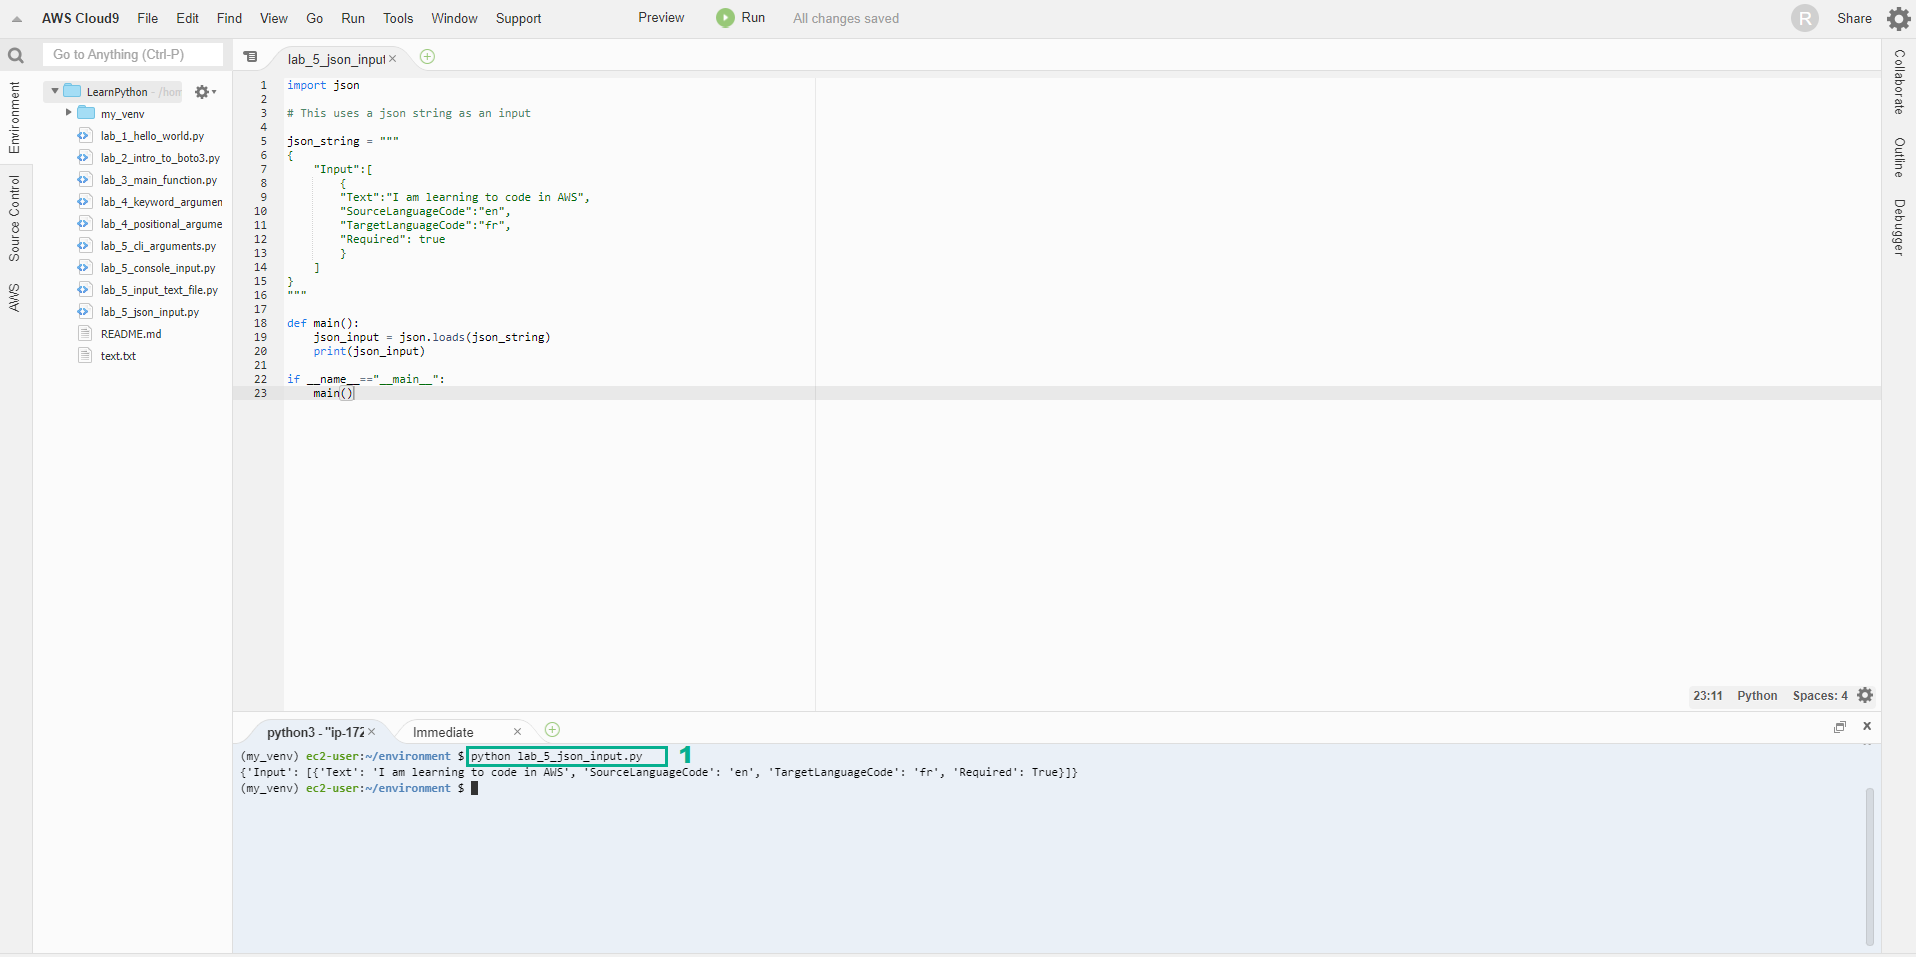 AWS Cloud9 File Edit Find View Go Run Tools Window Support Preview Run All changes saved R Share
Go to Anything (Ctrl-P)
lab_5_json_input
Environment
Source Control
AWS
LearnPython - /hom
my_venv
lab_1_hello_world.py
lab_2_intro_to_boto3.py
lab_3_main_function.py
lab_4_keyword_argumen
lab_4_positional_argume
lab_5_cli_arguments.py
lab_5_console_input.py
lab_5_input_text_file.py
lab_5_json_input.py
README.md
text.txt
1 import json
2
3 # This uses a json string as an input
4
5 json_string = """
6 {
7     "Input":[
8         {
9         "Text":"I am learning to code in AWS",
10         "SourceLanguageCode":"en",
11         "TargetLanguageCode":"fr",
12         "Required": true
13         }
14     ]
15 }
16 """
17
18 def main():
19     json_input = json.loads(json_string)
20     print(json_input)
21
22 if __name__=="__main__":
23     main()
23:11 Python Spaces: 4
Collaborate
Outline
Debugger
python3 - "ip-172 Immediate
(my_venv) ec2-user:~/environment $ python lab_5_json_input.py 1
{'Input': [{'Text': 'I am learning to code in AWS', 'SourceLanguageCode': 'en', 'TargetLanguageCode': 'fr', 'Required': True}]}
(my_venv) ec2-user:~/environment $